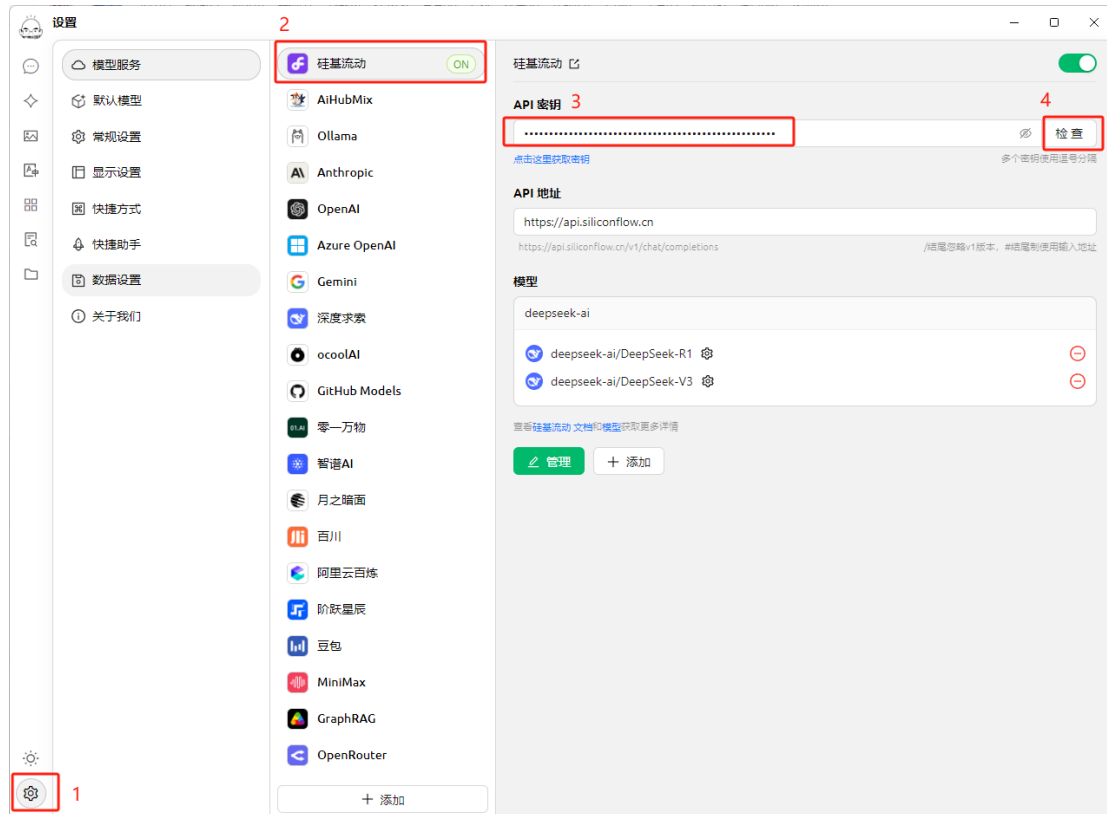 设置
2
模型服务
默认模型
常规设置
显示设置
快捷方式
快捷助手
数据设置
关于我们
1
硅基流动 ON
AiHubMix
Ollama
Anthropic
OpenAI
Azure OpenAI
Gemini
深度求索
ocoolAI
GitHub Models
零一万物
智谱AI
月之暗面
百川
阿里云百炼
阶跃星辰
豆包
MiniMax
GraphRAG
OpenRouter
+ 添加
硅基流动
API 密钥 3
4
检 查
点击这里获取密钥 多个密钥使用逗号分隔
API 地址
https://api.siliconflow.cn
https://api.siliconflow.cn/v1/chat/completions /结尾忽略v1版本，#结尾制使用输入地址
模型
deepseek-ai
deepseek-ai/DeepSeek-R1
deepseek-ai/DeepSeek-V3
查看硅基流动 文档和模型获取更多详情
管理 + 添加